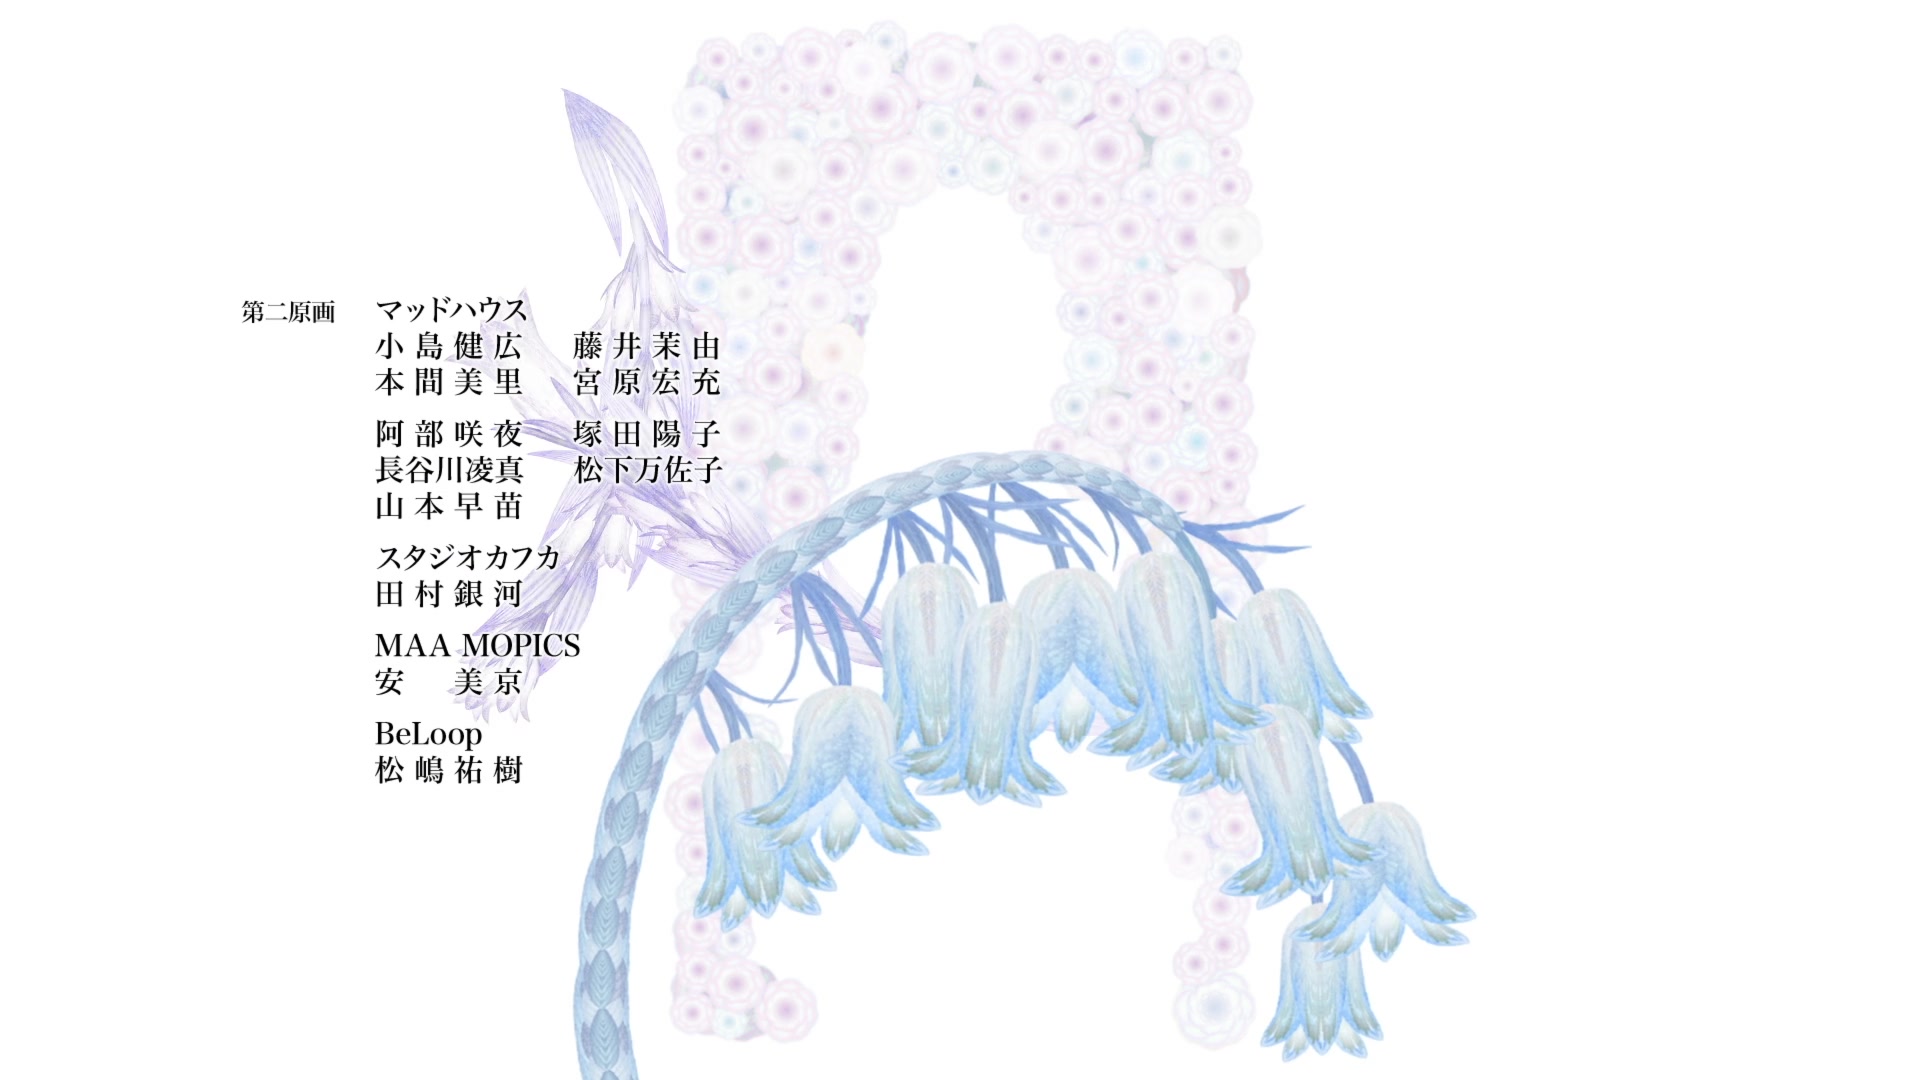 第二原画 マッドハウス
小島健広 藤井茉由
本間美里 宮原宏充
阿部咲夜 塚田陽子
長谷川凌真 松下万佐子
山本早苗
スタジオカフカ
田村銀河
MAA MOPICS
安 美京
BeLoop
松嶋祐樹